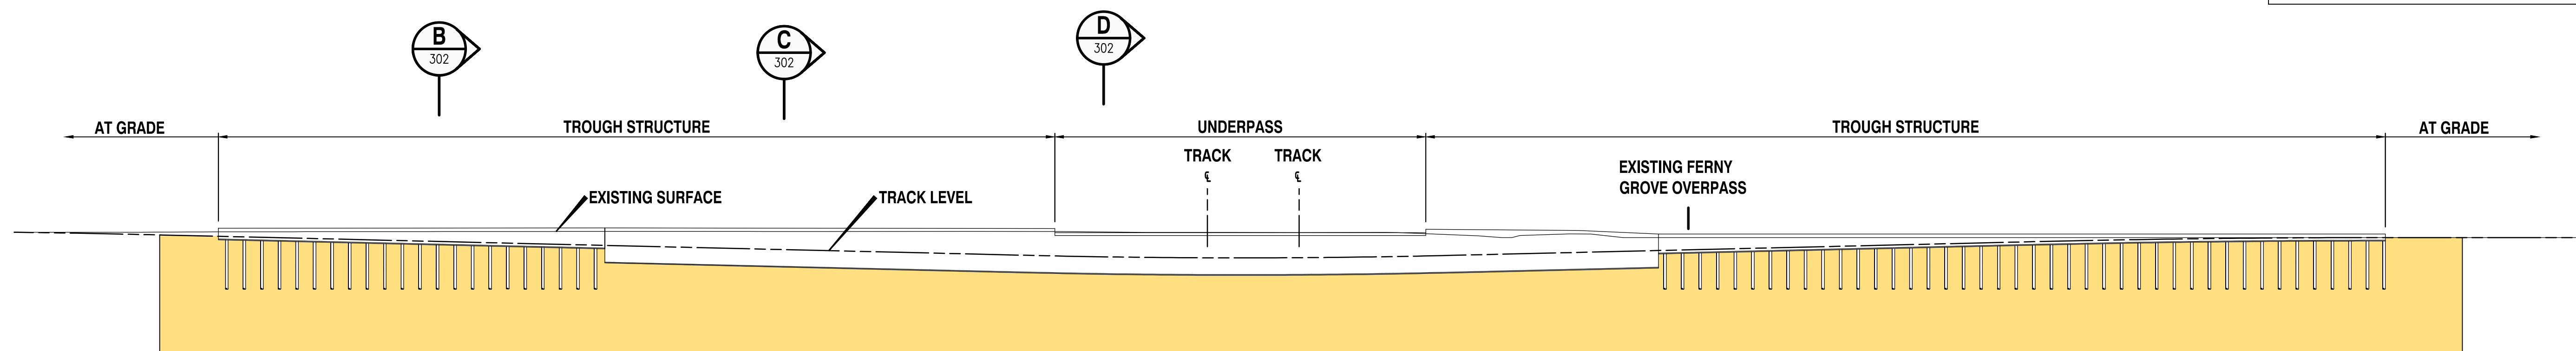 B
302
C
302
D
302
AT GRADE
TROUGH STRUCTURE
UNDERPASS
TROUGH STRUCTURE
AT GRADE
TRACK
TRACK
℄
℄
EXISTING FERNY
GROVE OVERPASS
EXISTING SURFACE
TRACK LEVEL